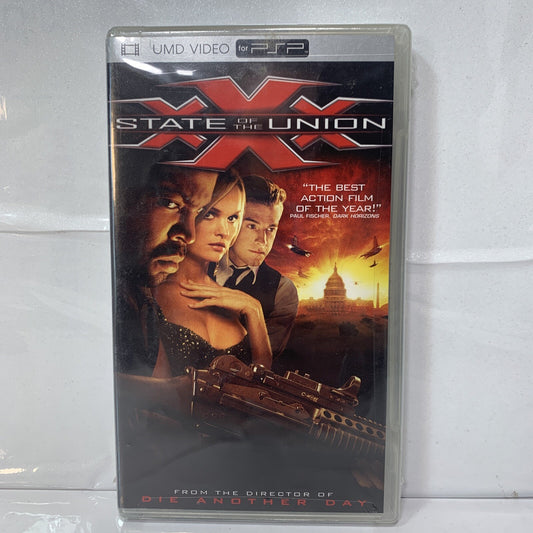 UMD VIDEO for PSP
XXX
STATE OF THE UNION
"THE BEST
ACTION FILM
OF THE YEAR!"
PAUL FISCHER, DARK HORIZONS
FROM THE DIRECTOR OF
DIE ANOTHER DAY